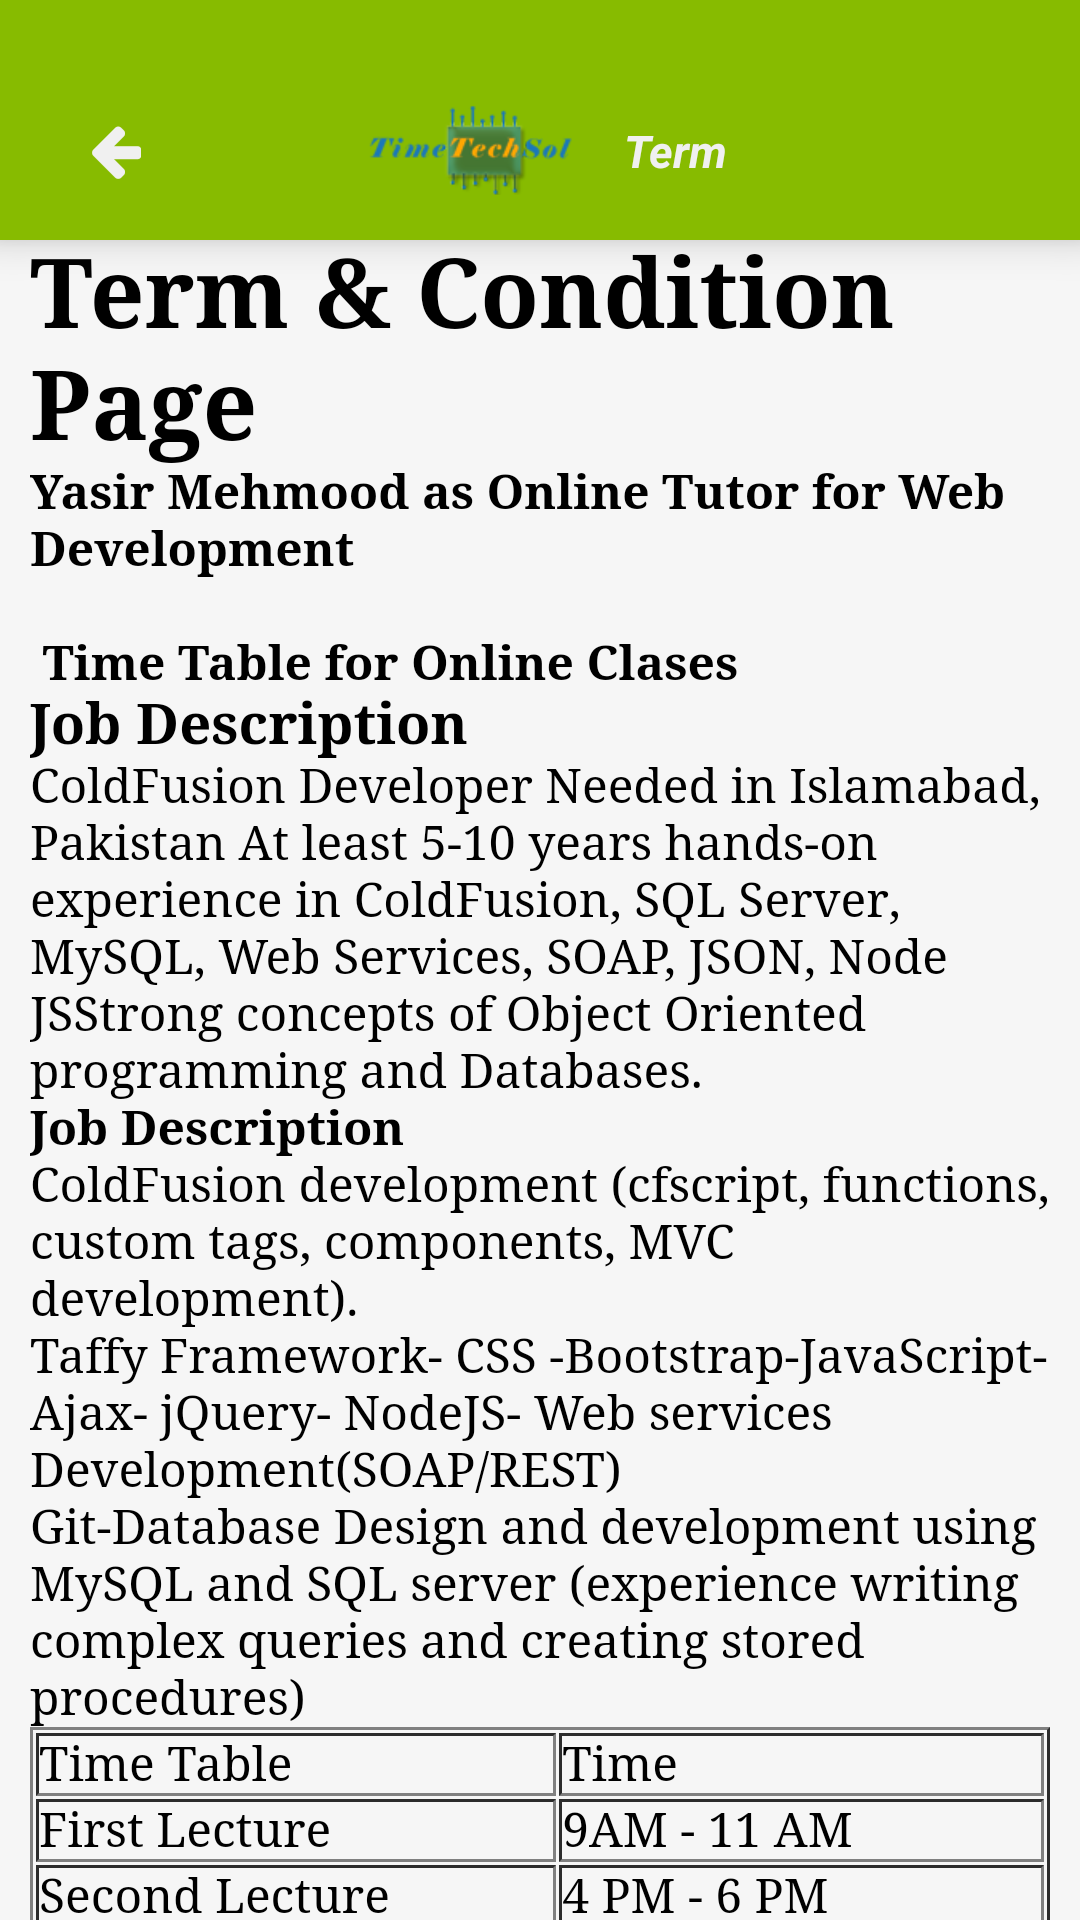 TimeTechSol Term
Term & Condition
Page
Yasir Mehmood as Online Tutor for Web
Development
Time Table for Online Clases
Job Description
ColdFusion Developer Needed in Islamabad,
Pakistan At least 5-10 years hands-on
experience in ColdFusion, SQL Server,
MySQL, Web Services, SOAP, JSON, Node
JSStrong concepts of Object Oriented
programming and Databases.
Job Description
ColdFusion development (cfscript, functions,
custom tags, components, MVC
development).
Taffy Framework- CSS -Bootstrap-JavaScript-
Ajax- jQuery- NodeJS- Web services
Development(SOAP/REST)
Git-Database Design and development using
MySQL and SQL server (experience writing
complex queries and creating stored
procedures)
Time Table Time
First Lecture 9AM - 11 AM
Second Lecture 4 PM - 6 PM